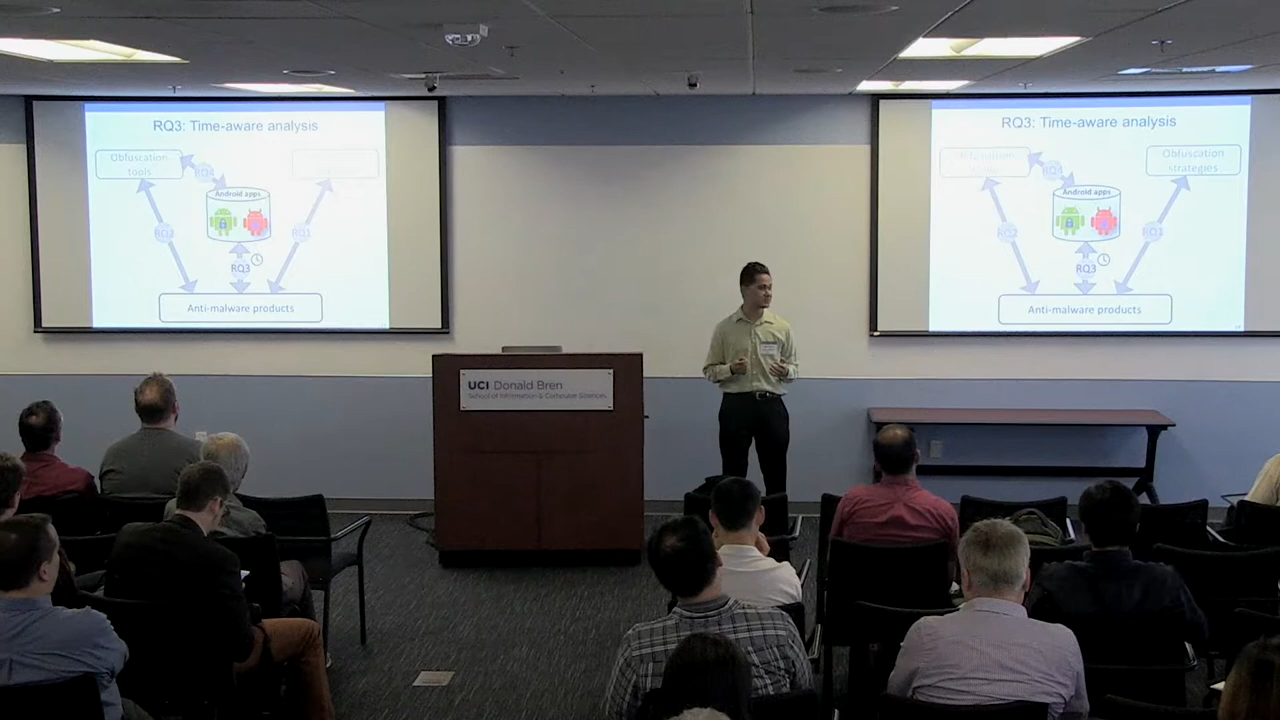 RQ3: Time-aware analysis
Obfuscation
tools
RQ4
Android apps
RQ2
RQ1
RQ3
Anti-malware products
RQ3: Time-aware analysis
Obfuscation
strategies
RQ4
Android apps
RQ2
RQ1
RQ3
Anti-malware products
UCI Donald Bren
School of Information & Computer Sciences